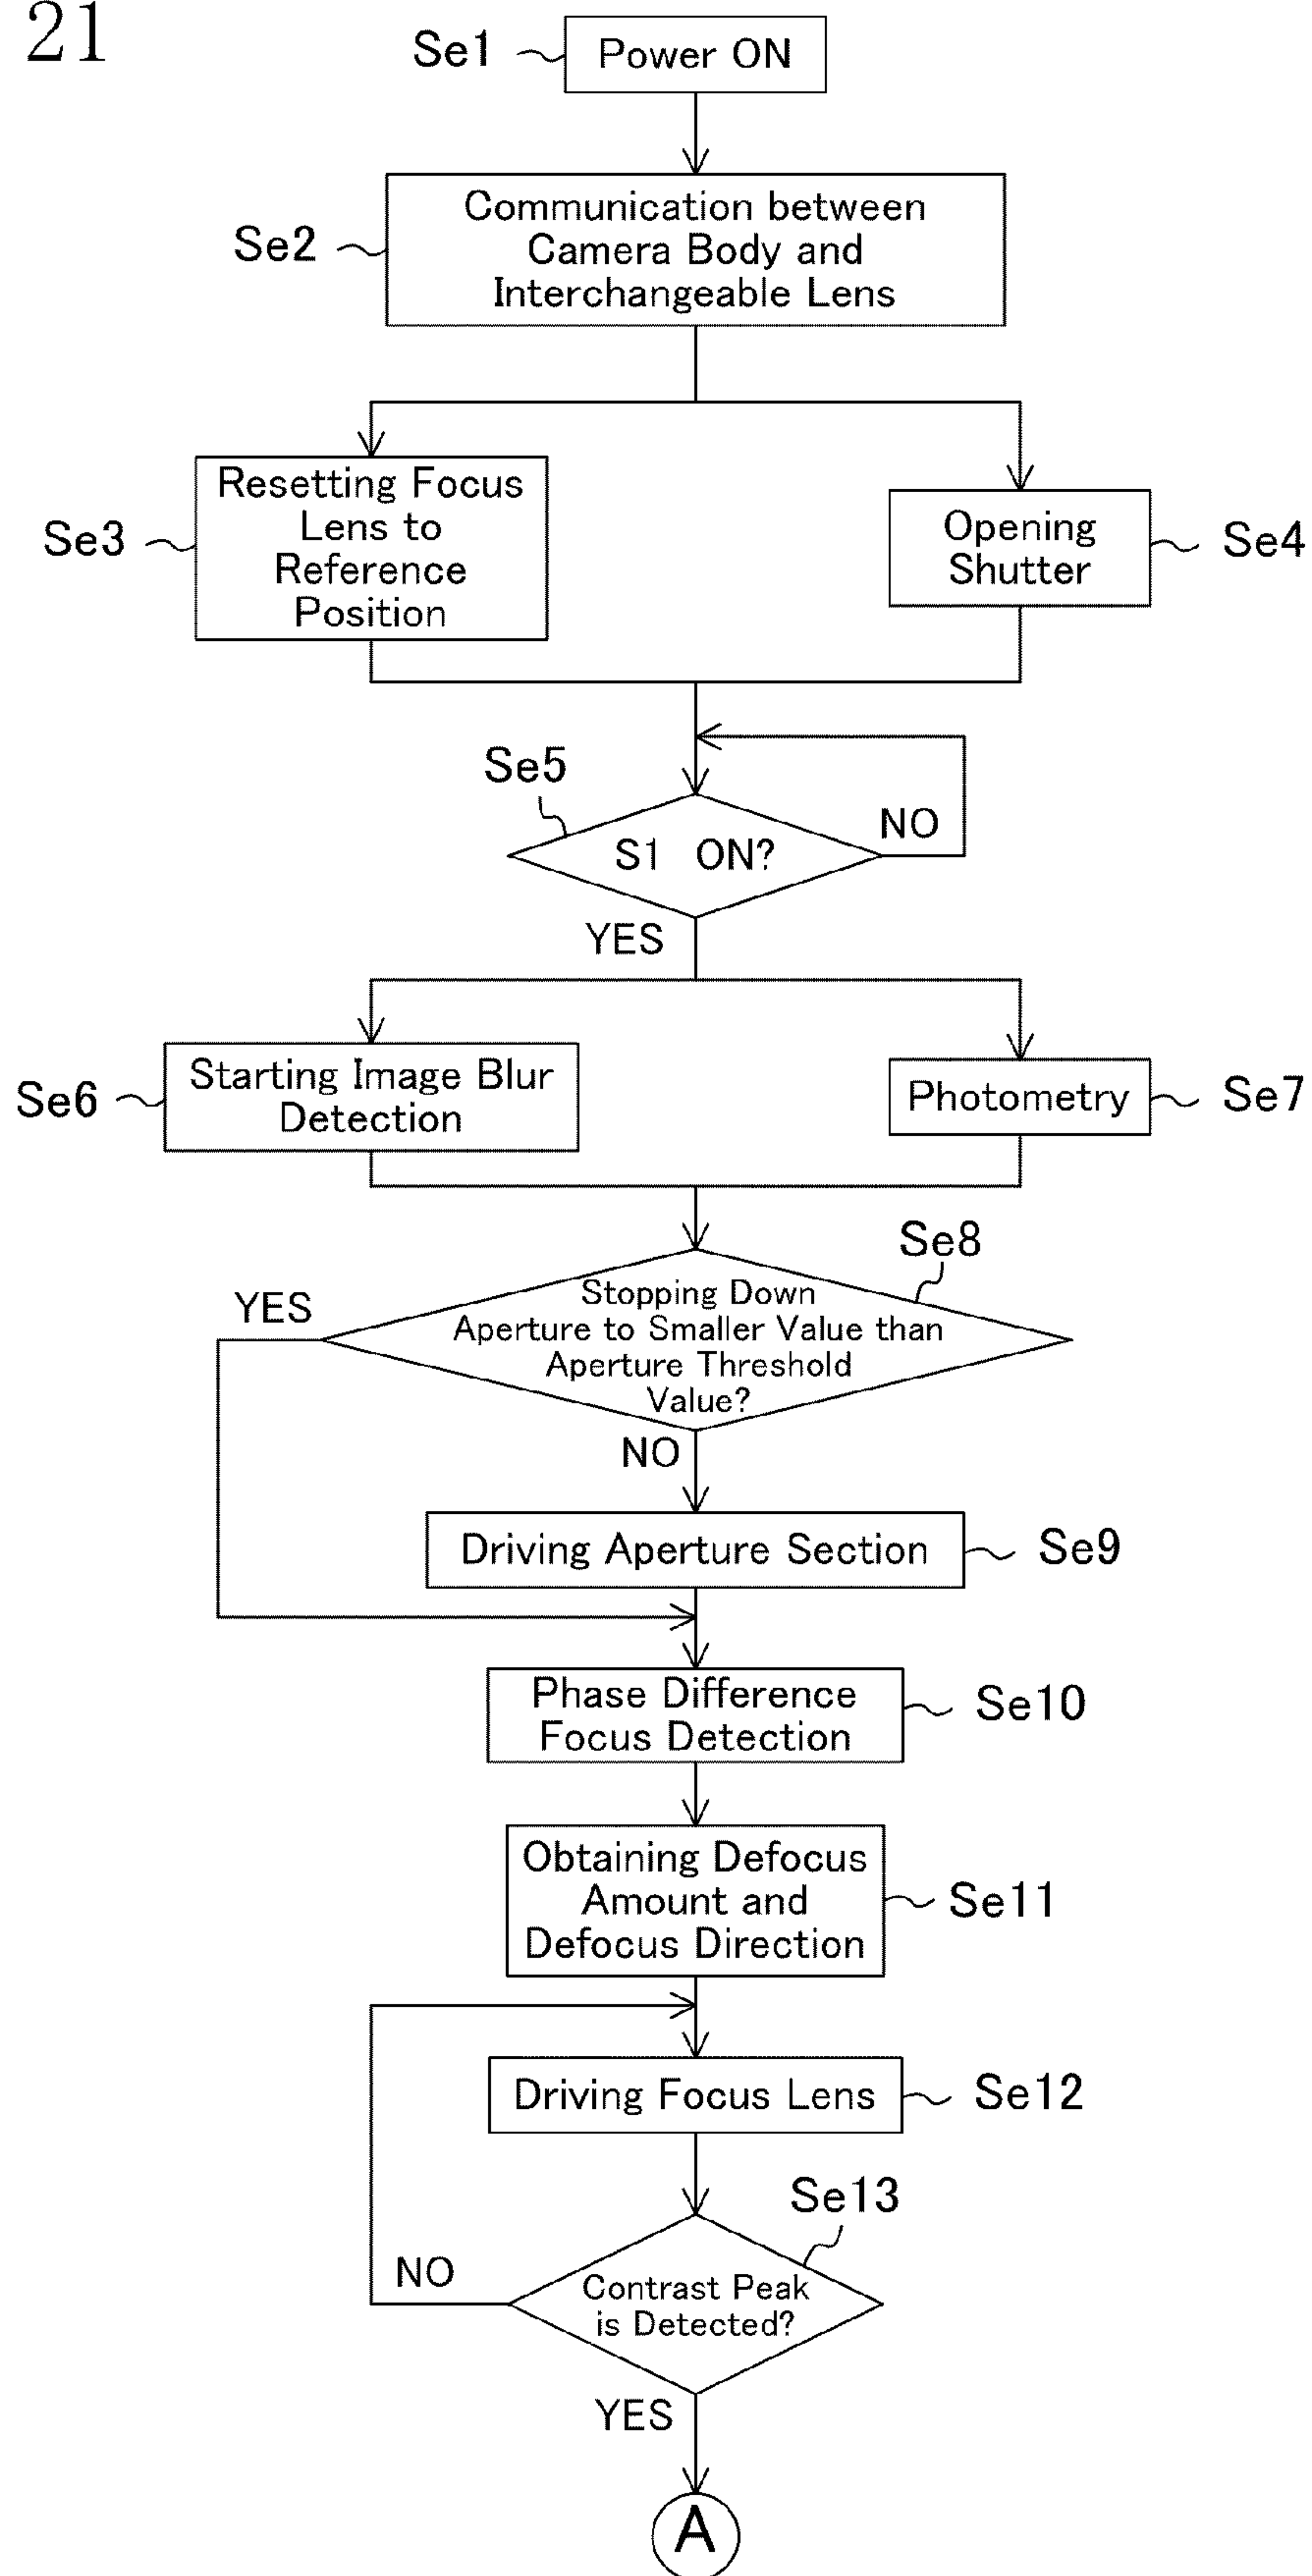 21
Se1
Power ON
Se2
Communication between
Camera Body and
Interchangeable Lens
Se3
Resetting Focus
Lens to
Reference
Position
Opening
Shutter
Se4
Se5
S1 ON?
NO
YES
Se6
Starting Image Blur
Detection
Photometry
Se7
Se8
YES
Stopping Down
Aperture to Smaller Value than
Aperture Threshold
Value?
NO
Driving Aperture Section
Se9
Phase Difference
Focus Detection
Se10
Obtaining Defocus
Amount and
Defocus Direction
Se11
Driving Focus Lens
Se12
Se13
NO
Contrast Peak
is Detected?
YES
A